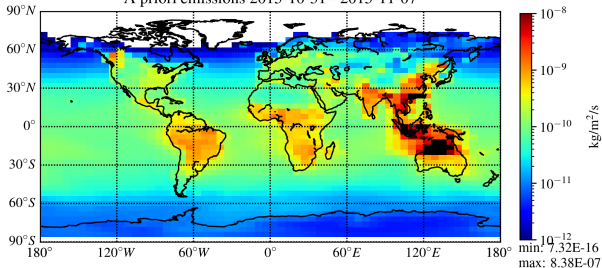 A priori emissions 2015-10-31 - 2015-11-07
90°N
60°N
30°N
0°
30°S
60°S
90°S
180°
120°W
60°W
0°
60°E
120°E
180°
10⁻⁸
10⁻⁹
10⁻¹⁰
10⁻¹¹
10⁻¹²
kg/m²/s
min: 7.32E-16
max: 8.38E-07